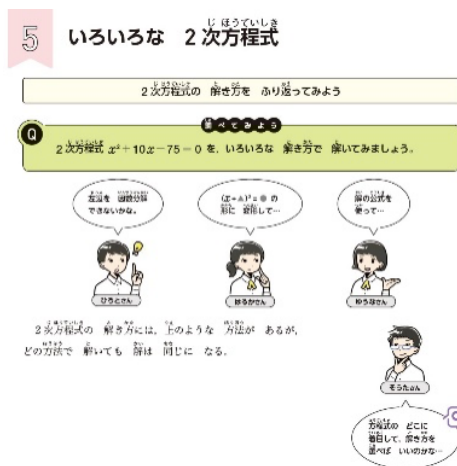 5 いろいろな 2次方程式
2次方程式の 解き方を ふり返ってみよう
調べてみよう
Q 2次方程式 x²+10x−75=0 を、いろいろな 解き方で 解いてみましょう。
左辺を 因数分解
できないかな。
(x+▲)²=● の
形に 変形して…
解の公式を
使って…
ひろとさん
はるかさん
ゆうなさん
2次方程式の 解き方には、上のような 方法が あるが、
どの方法で 解いても 解は 同じに なる。
そうたさん
方程式の どこに
着目して、解き方を
選べば いいのかな…